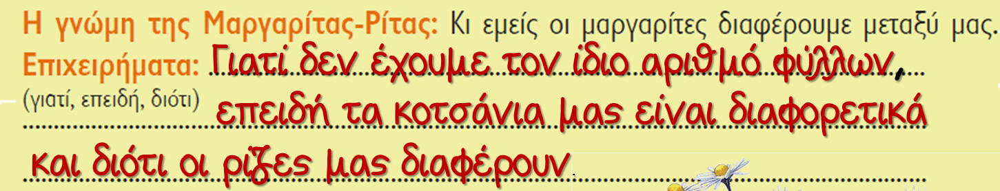 Η γνώμη της Μαργαρίτας-Ρίτας: Κι εμείς οι μαργαρίτες διαφέρουμε μεταξύ μας.
Επιχειρήματα: Γιατί δεν έχουμε τον ίδιο αριθμό φύλλων,
(γιατί, επειδή, διότι) επειδή τα κοτσάνια μας είναι διαφορετικά
και διότι οι ρίζες μας διαφέρουν.